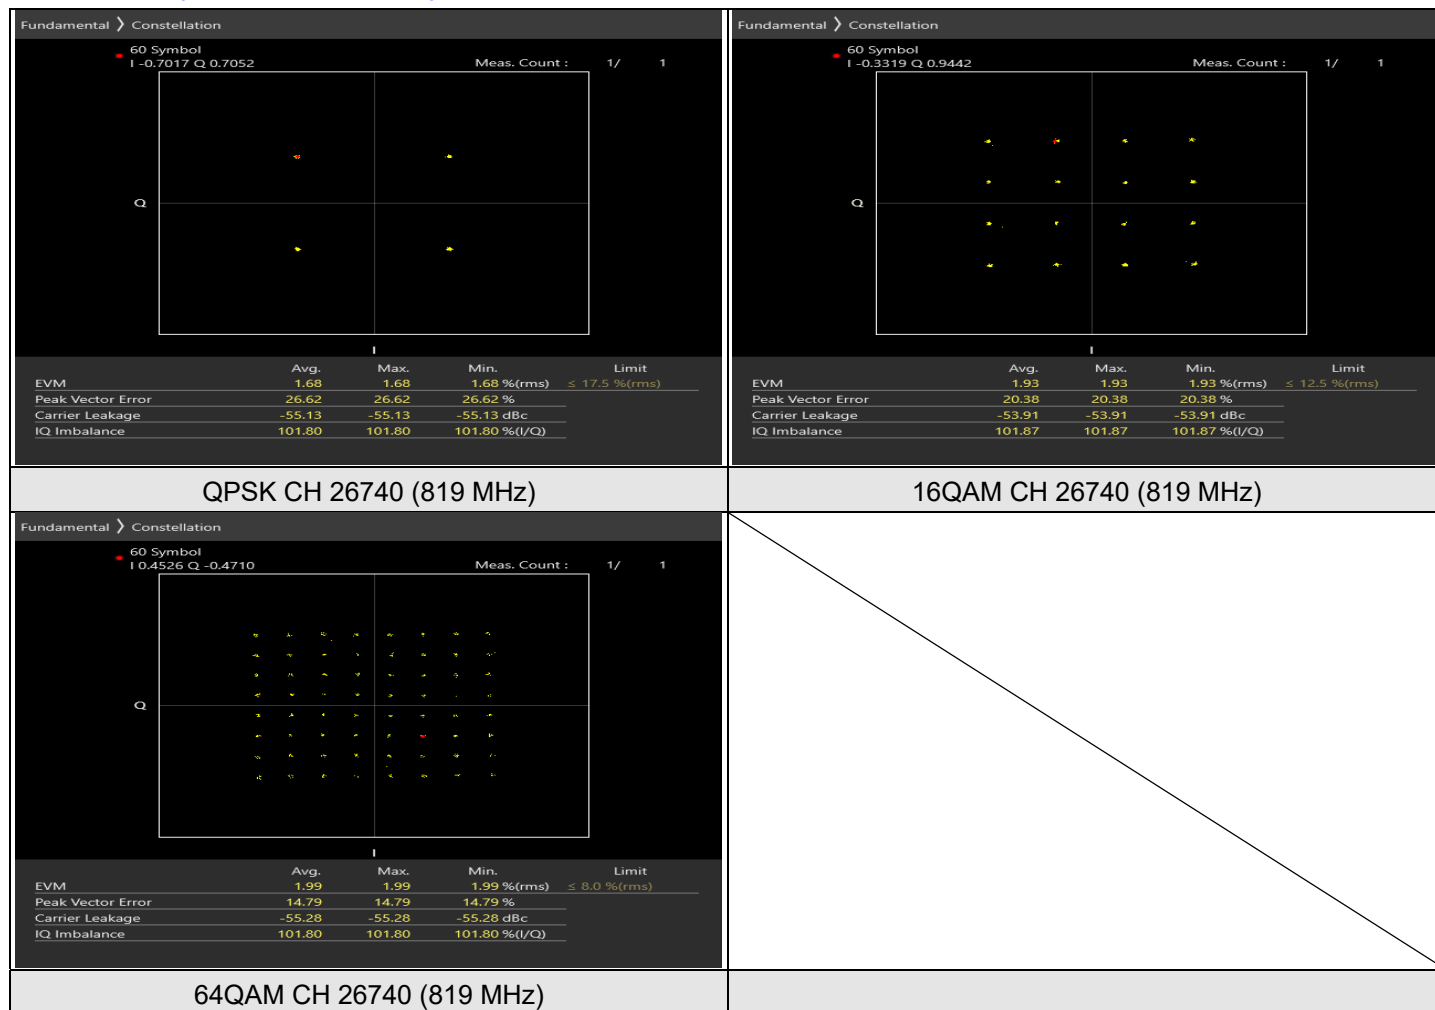 Fundamental ❯ Constellation
60 Symbol
I -0.7017 Q 0.7052 Meas. Count : 1/ 1
Q
I
Avg. Max. Min. Limit
EVM 1.68 1.68 1.68 %(rms) ≤ 17.5 %(rms)
Peak Vector Error 26.62 26.62 26.62 %
Carrier Leakage -55.13 -55.13 -55.13 dBc
IQ Imbalance 101.80 101.80 101.80 %(I/Q)
QPSK CH 26740 (819 MHz)
Fundamental ❯ Constellation
60 Symbol
I -0.3319 Q 0.9442 Meas. Count : 1/ 1
Q
I
Avg. Max. Min. Limit
EVM 1.93 1.93 1.93 %(rms) ≤ 12.5 %(rms)
Peak Vector Error 20.38 20.38 20.38 %
Carrier Leakage -53.91 -53.91 -53.91 dBc
IQ Imbalance 101.87 101.87 101.87 %(I/Q)
16QAM CH 26740 (819 MHz)
Fundamental ❯ Constellation
60 Symbol
I 0.4526 Q -0.4710 Meas. Count : 1/ 1
Q
I
Avg. Max. Min. Limit
EVM 1.99 1.99 1.99 %(rms) ≤ 8.0 %(rms)
Peak Vector Error 14.79 14.79 14.79 %
Carrier Leakage -55.28 -55.28 -55.28 dBc
IQ Imbalance 101.80 101.80 101.80 %(I/Q)
64QAM CH 26740 (819 MHz)